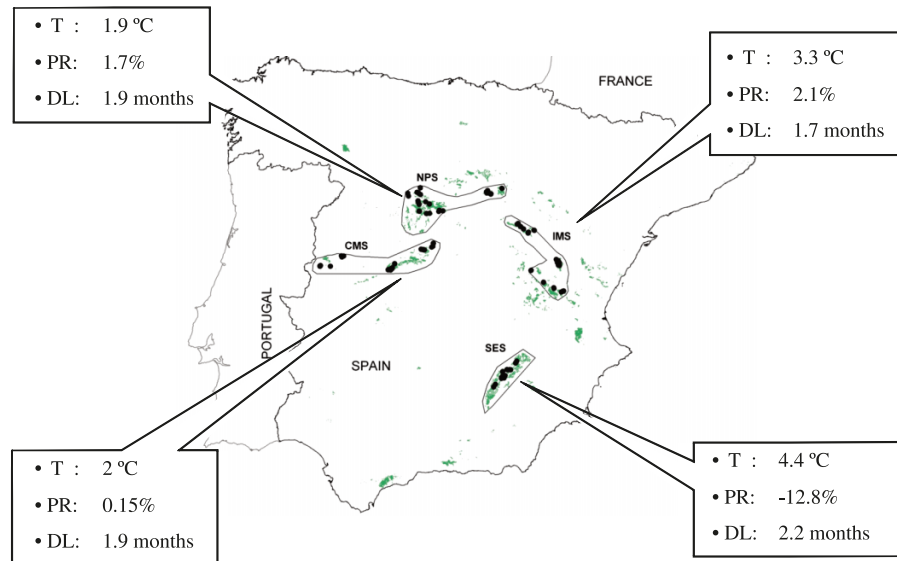 • T : 1.9 ºC
• PR: 1.7%
• DL: 1.9 months
• T : 3.3 ºC
• PR: 2.1%
• DL: 1.7 months
FRANCE
NPS
CMS
IMS
PORTUGAL
SPAIN
SES
• T : 2 ºC
• PR: 0.15%
• DL: 1.9 months
• T : 4.4 ºC
• PR: -12.8%
• DL: 2.2 months